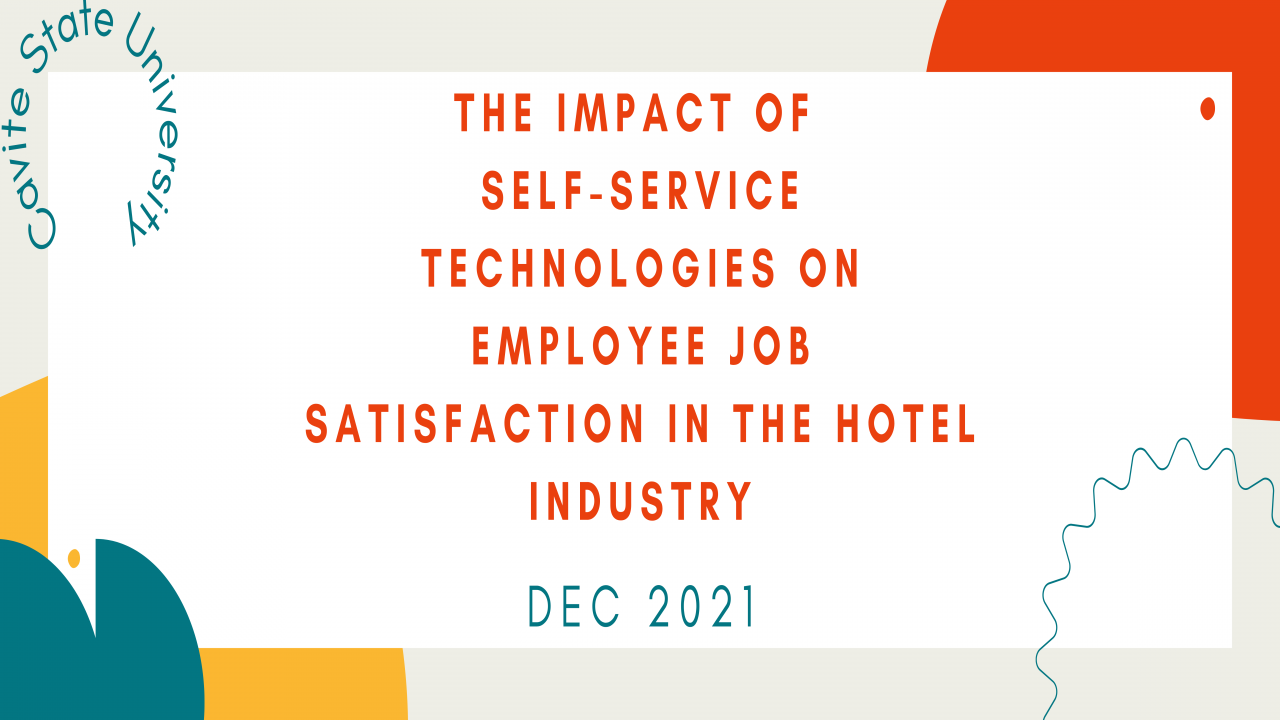 Cavite State University
THE IMPACT OF
SELF-SERVICE
TECHNOLOGIES ON
EMPLOYEE JOB
SATISFACTION IN THE HOTEL
INDUSTRY
DEC 2021